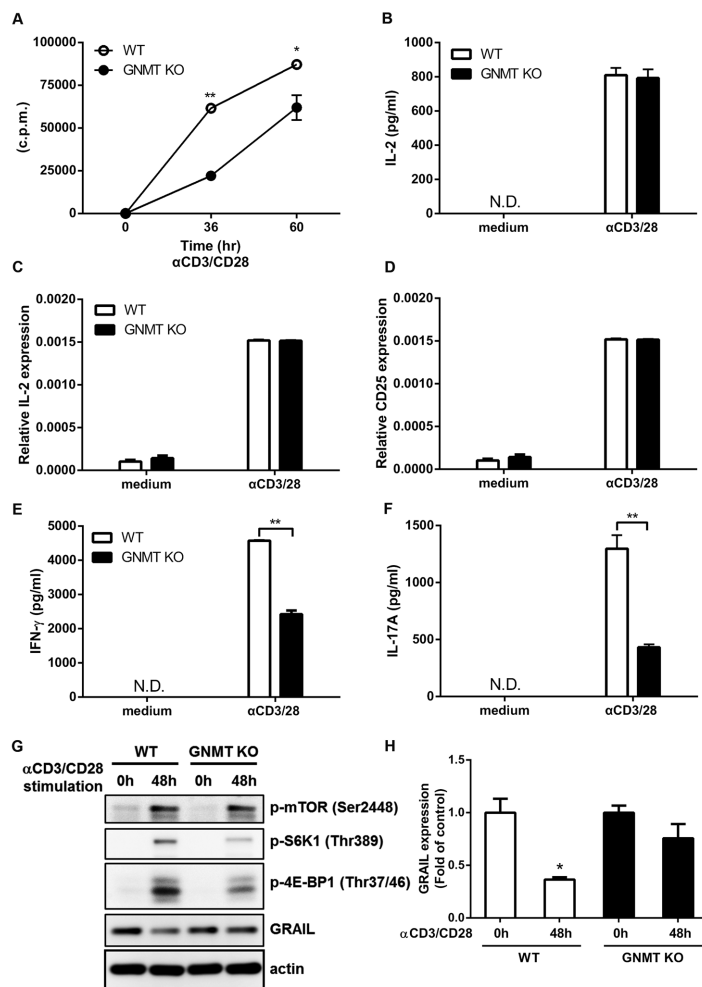 A
WT
GNMT KO
100000
75000
50000
25000
0
(c.p.m.)
**
*
0
36
60
Time (hr)
αCD3/CD28
B
WT
GNMT KO
1000
800
600
400
200
0
IL-2 (pg/ml)
N.D.
medium
αCD3/28
C
WT
GNMT KO
0.0020
0.0015
0.0010
0.0005
0.0000
Relative IL-2 expression
medium
αCD3/28
D
0.0020
0.0015
0.0010
0.0005
0.0000
Relative CD25 expression
medium
αCD3/28
E
WT
GNMT KO
5000
4000
3000
2000
1000
0
IFN-γ (pg/ml)
**
N.D.
medium
αCD3/28
F
1500
1000
500
0
IL-17A (pg/ml)
**
N.D.
medium
αCD3/28
G
WT
GNMT KO
αCD3/CD28
stimulation
0h
48h
0h
48h
p-mTOR (Ser2448)
p-S6K1 (Thr389)
p-4E-BP1 (Thr37/46)
GRAIL
actin
H
1.5
1.0
0.5
0.0
GRAIL expression
(Fold of control)
*
αCD3/CD28
0h
48h
0h
48h
WT
GNMT KO